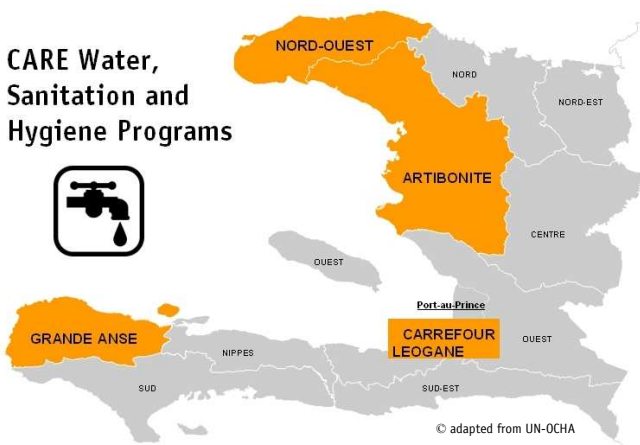 CARE Water,
Sanitation and
Hygiene Programs
NORD-OUEST
NORD
NORD-EST
ARTIBONITE
CENTRE
OUEST
Port-au-Prince
CARREFOUR
LEOGANE
OUEST
GRANDE ANSE
NIPPES
SUD
SUD-EST
© adapted from UN-OCHA